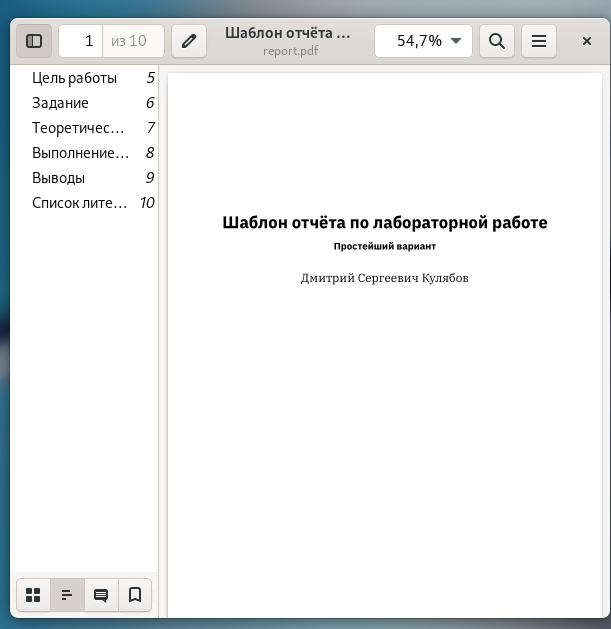 1 из 10
Шаблон отчёта ...
report.pdf
54,7%
Цель работы 5
Задание 6
Теоретичес... 7
Выполнение... 8
Выводы 9
Список лите... 10
Шаблон отчёта по лабораторной работе
Простейший вариант
Дмитрий Сергеевич Кулябов